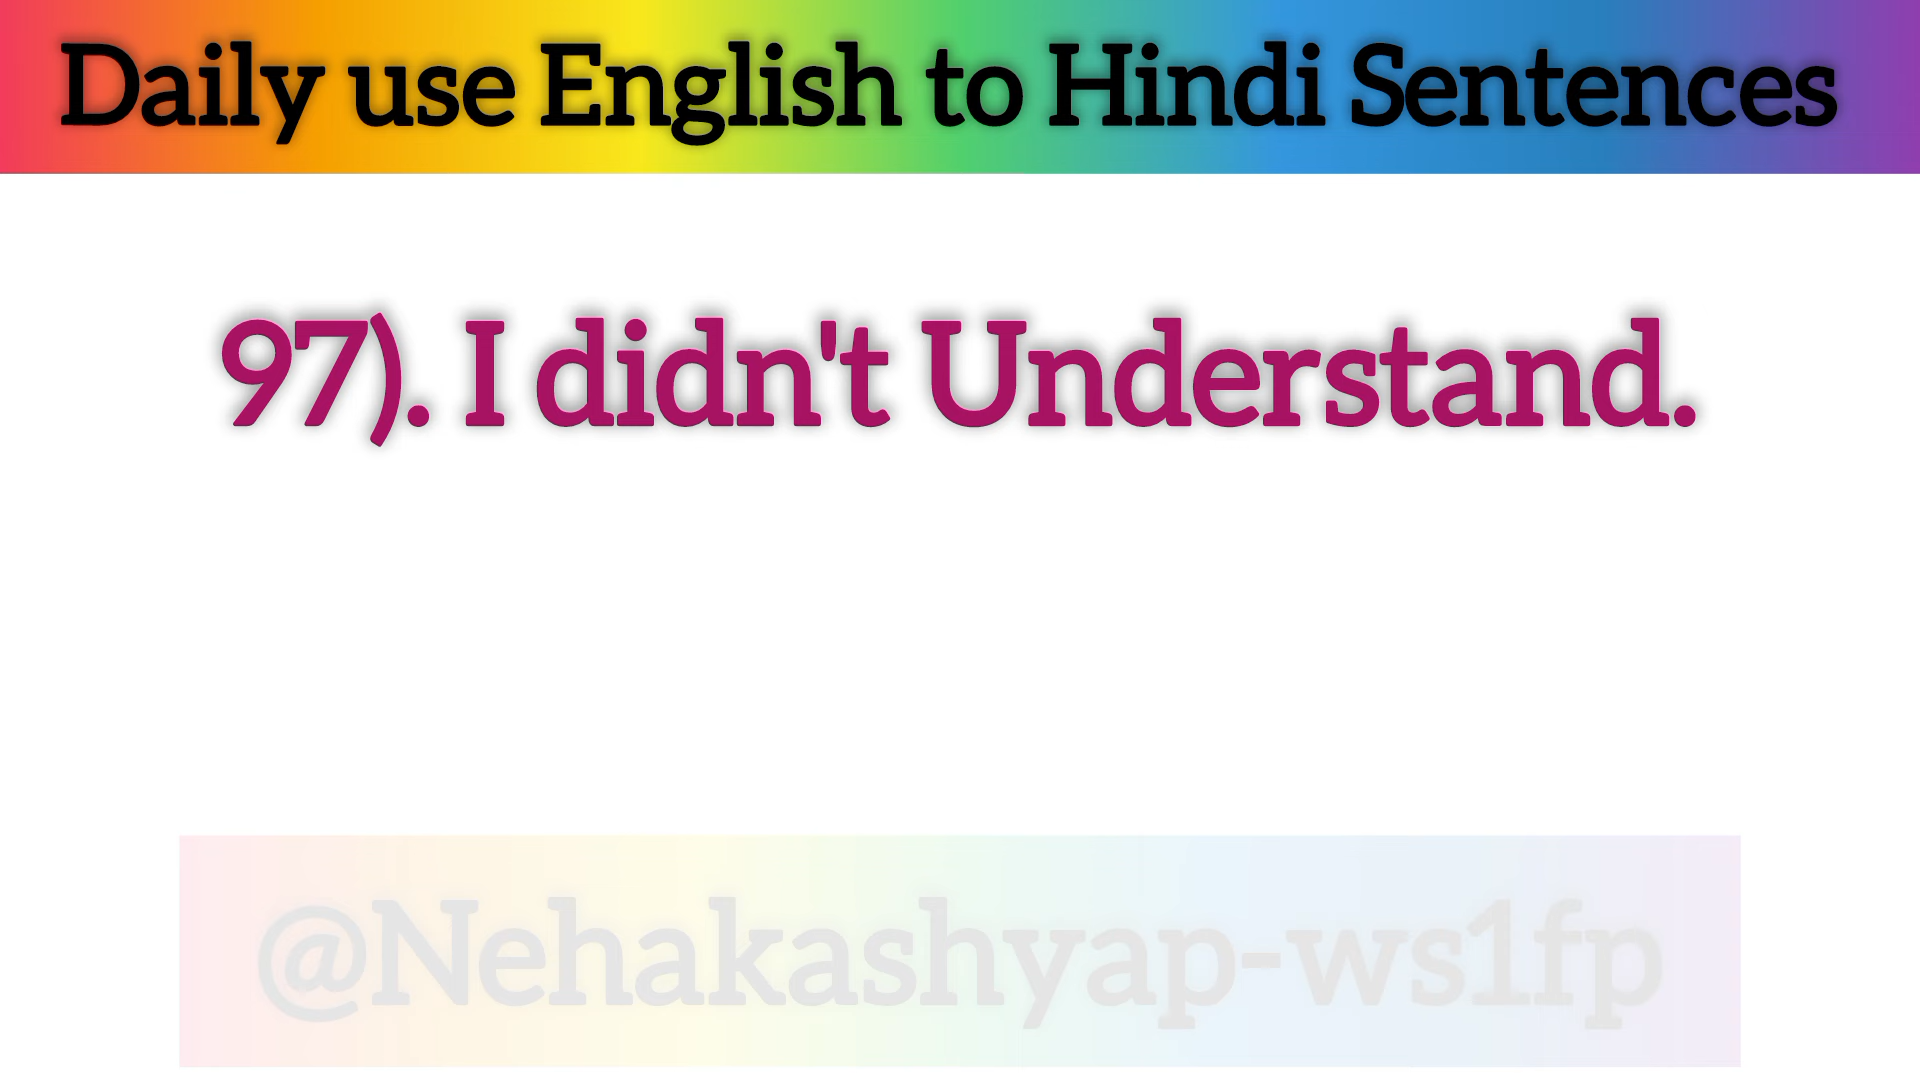 Daily use English to Hindi Sentences
97). I didn't Understand.
@Nehakashyap-ws1fp